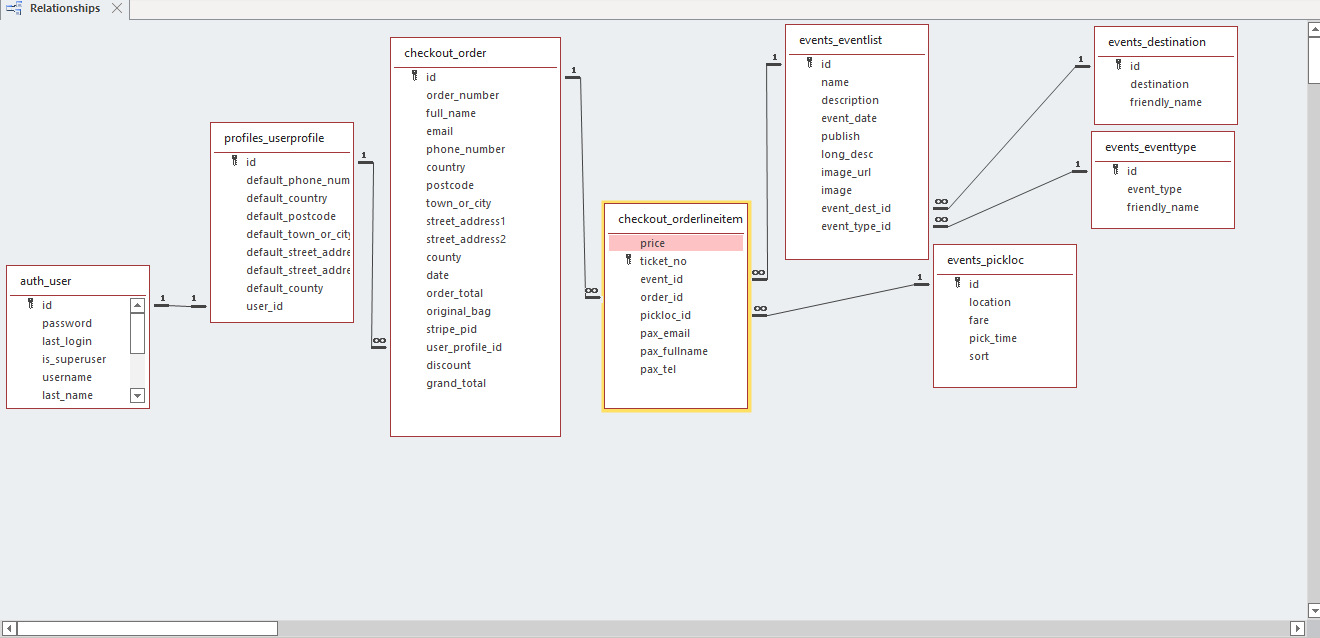 Relationships
auth_user
id
password
last_login
is_superuser
username
last_name
1
1
profiles_userprofile
id
default_phone_num
default_country
default_postcode
default_town_or_city
default_street_addre
default_street_addre
default_county
user_id
1
∞
checkout_order
id
order_number
full_name
email
phone_number
country
postcode
town_or_city
street_address1
street_address2
county
date
order_total
original_bag
stripe_pid
user_profile_id
discount
grand_total
1
∞
checkout_orderlineitem
price
ticket_no
event_id
order_id
pickloc_id
pax_email
pax_fullname
pax_tel
∞
∞
1
events_eventlist
id
name
description
event_date
publish
long_desc
image_url
image
event_dest_id
event_type_id
∞
∞
1
events_destination
id
destination
friendly_name
1
events_eventtype
id
event_type
friendly_name
1
events_pickloc
id
location
fare
pick_time
sort